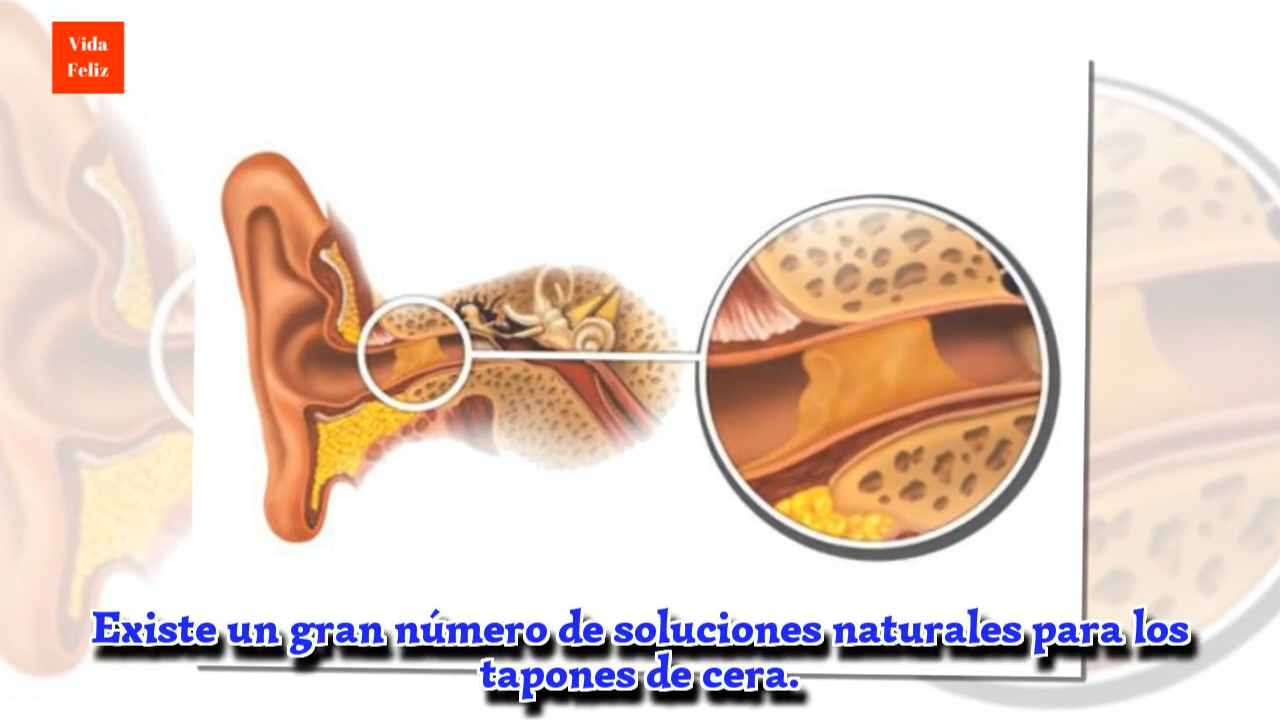 Vida
Feliz
Existe un gran número de soluciones naturales para los
tapones de cera.